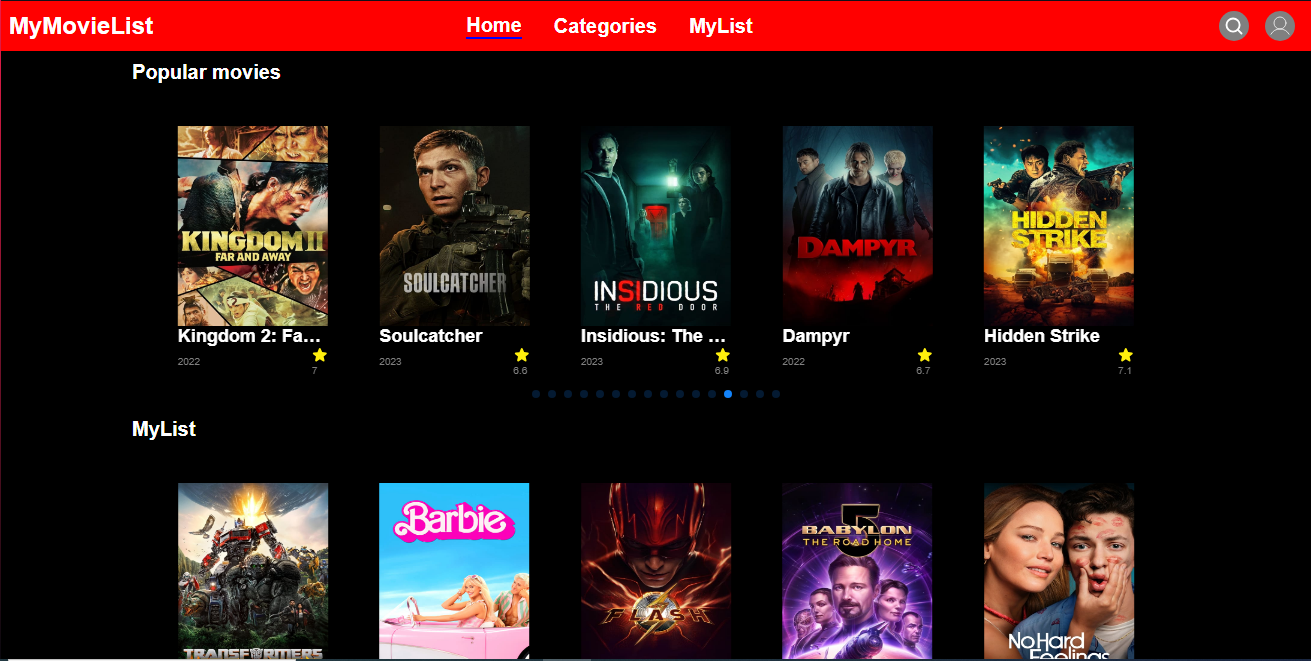 MyMovieList
Home
Categories
MyList
Popular movies
KINGDOM II
FAR AND AWAY
SOULCATCHER
INSIDIOUS
THE RED DOOR
DAMPYR
HIDDEN
STRIKE
Kingdom 2: Fa...
Soulcatcher
Insidious: The ...
Dampyr
Hidden Strike
2022
7
2023
6.6
2023
6.9
2022
6.7
2023
7.1
MyList
TRANSFORMERS
Barbie
FLASH
BABYLON
5
THE ROAD HOME
No Hard
Feelings